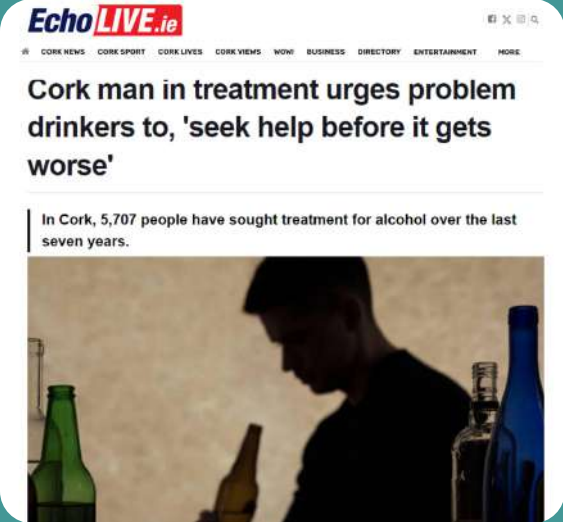 Echo LIVE.ie
CORK NEWS CORK SPORT CORK LIVES CORK VIEWS WOW! BUSINESS DIRECTORY ENTERTAINMENT MORE
Cork man in treatment urges problem
drinkers to, 'seek help before it gets
worse'
In Cork, 5,707 people have sought treatment for alcohol over the last
seven years.